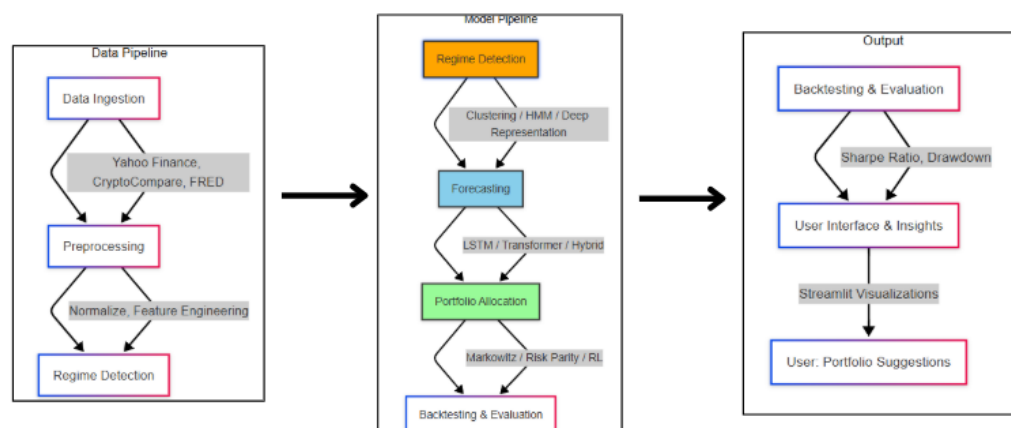 Data Pipeline
Data Ingestion
Yahoo Finance,
CryptoCompare, FRED
Preprocessing
Normalize, Feature Engineering
Regime Detection
Model Pipeline
Regime Detection
Clustering / HMM / Deep
Representation
Forecasting
LSTM / Transformer / Hybrid
Portfolio Allocation
Markowitz / Risk Parity / RL
Backtesting & Evaluation
Output
Backtesting & Evaluation
Sharpe Ratio, Drawdown
User Interface & Insights
Streamlit Visualizations
User: Portfolio Suggestions